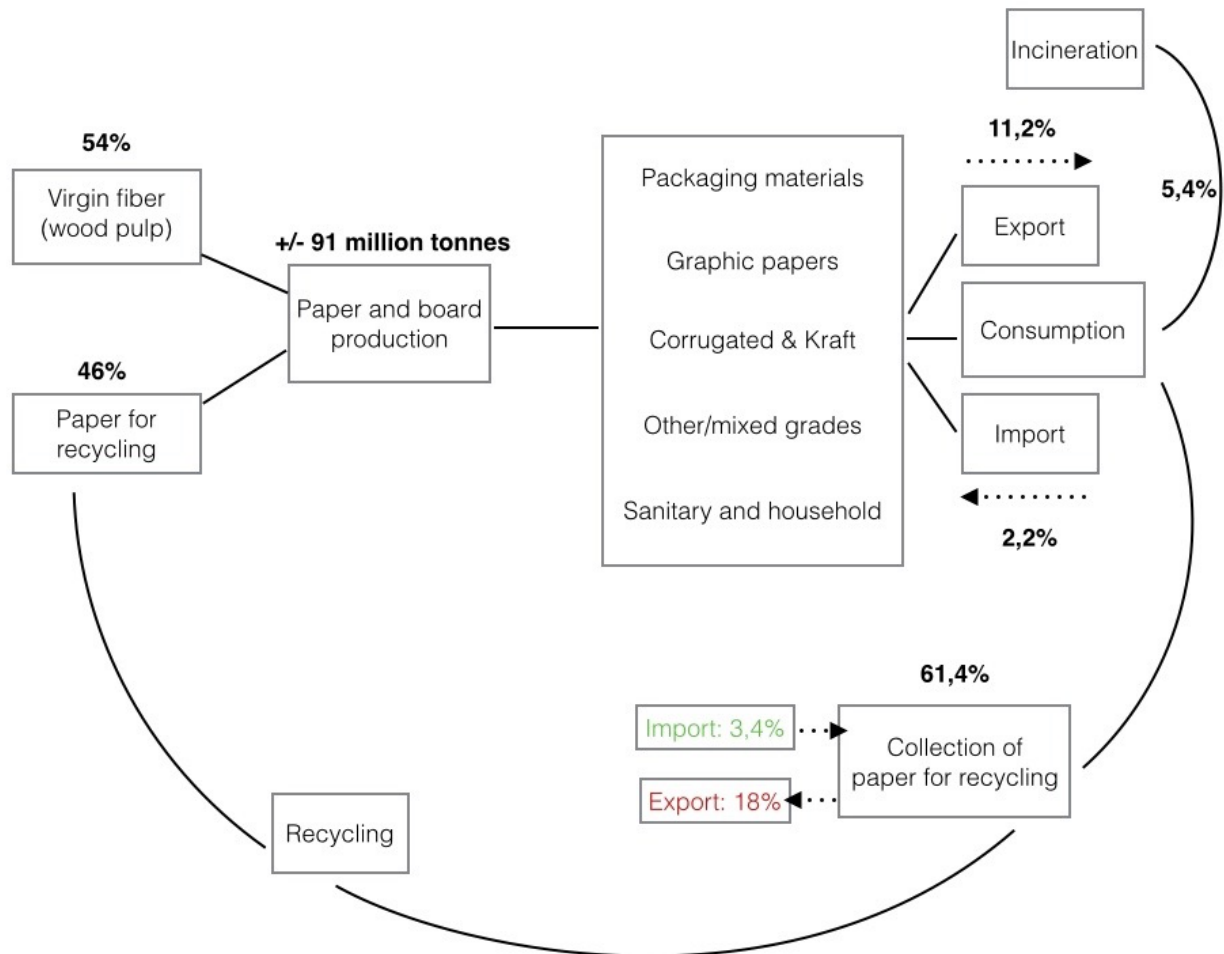 Incineration
11,2%
5,4%
54%
Virgin fiber
(wood pulp)
+/- 91 million tonnes
Paper and board
production
46%
Paper for
recycling
Packaging materials
Graphic papers
Corrugated & Kraft
Other/mixed grades
Sanitary and household
Export
Consumption
Import
2,2%
61,4%
Import: 3,4%
Export: 18%
Collection of
paper for recycling
Recycling